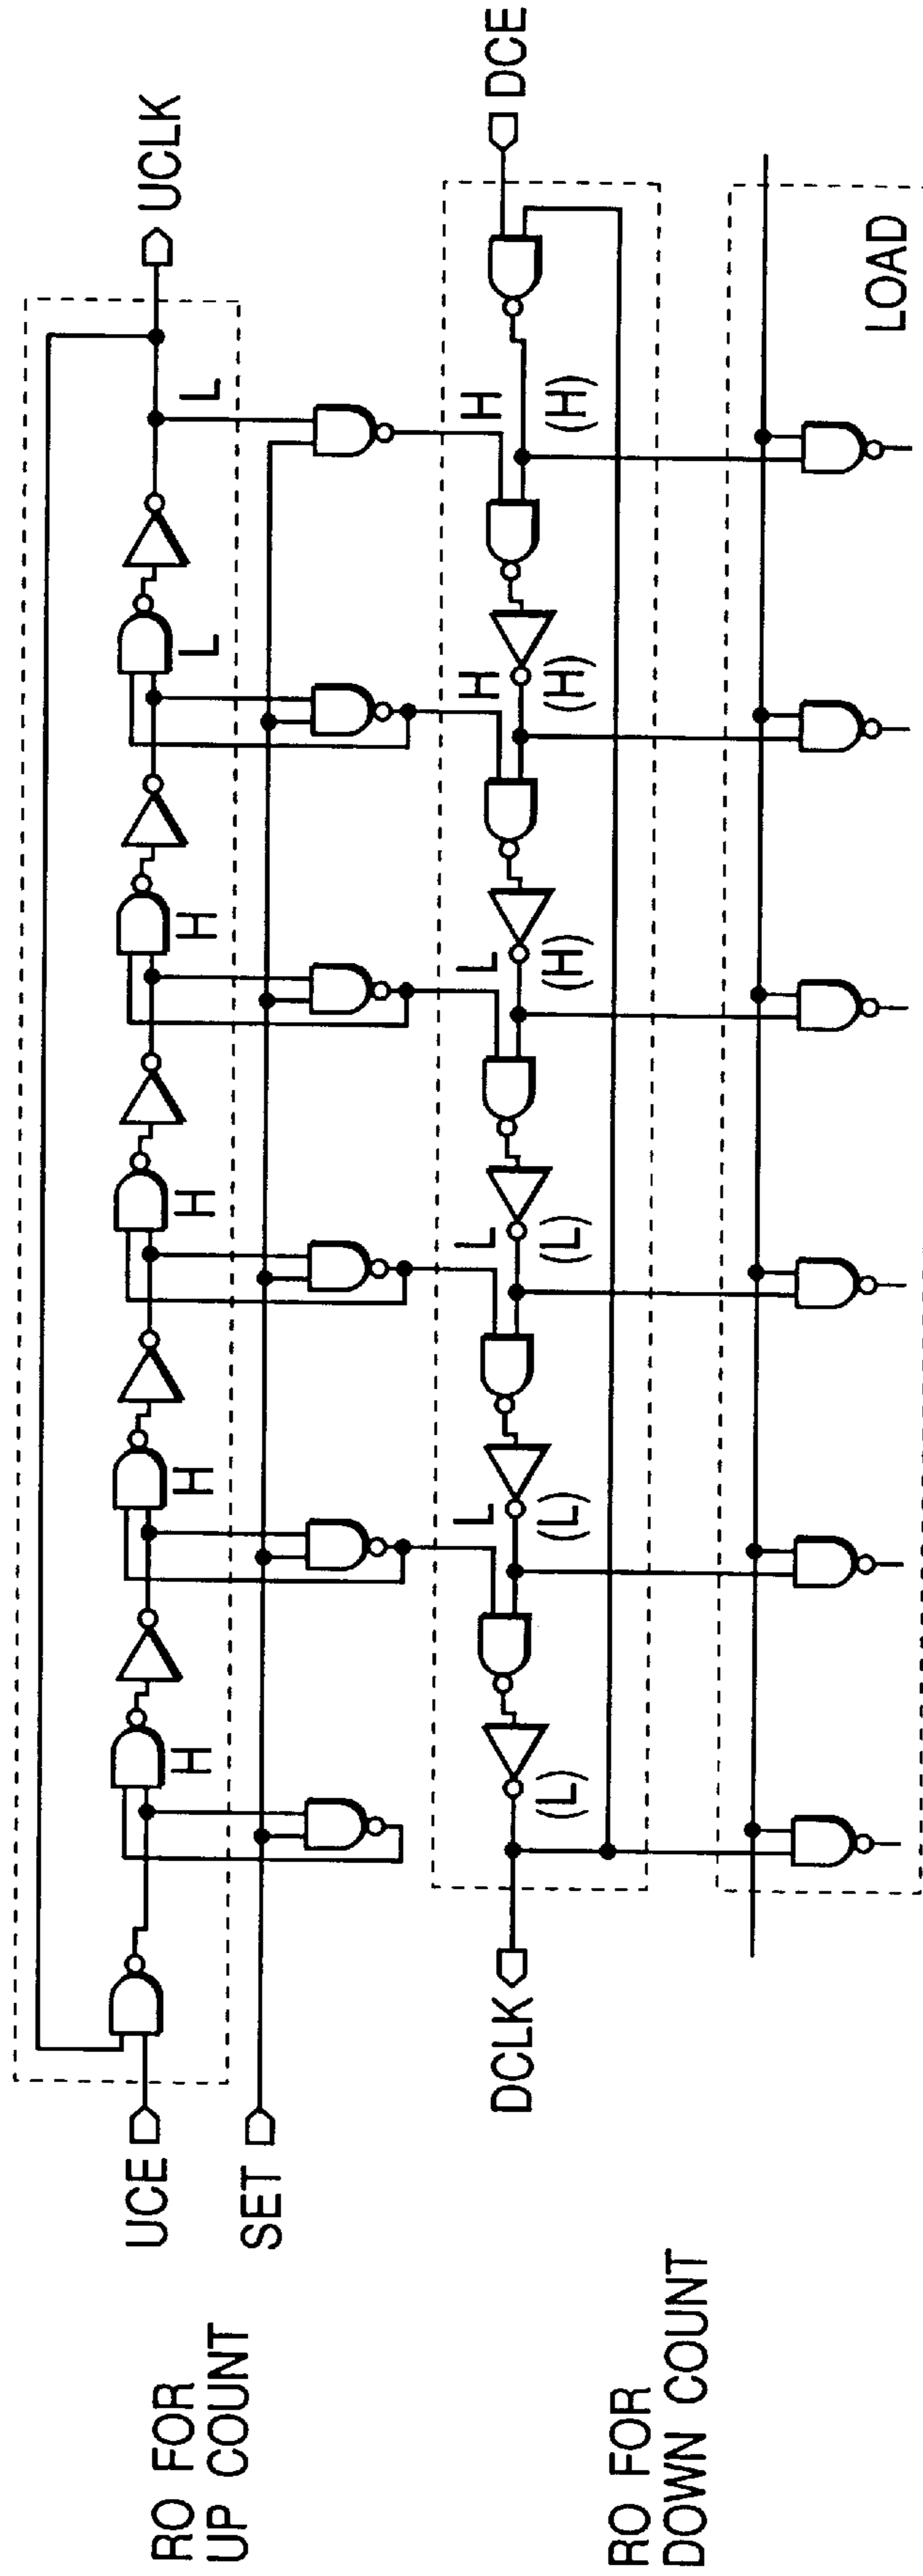 RO FOR
UP COUNT
UCE
UCLK
H
H
H
H
L
L
SET
RO FOR
DOWN COUNT
DCLK
DCE
L
L
L
H
H
(L)
(L)
(L)
(H)
(H)
(H)
LOAD